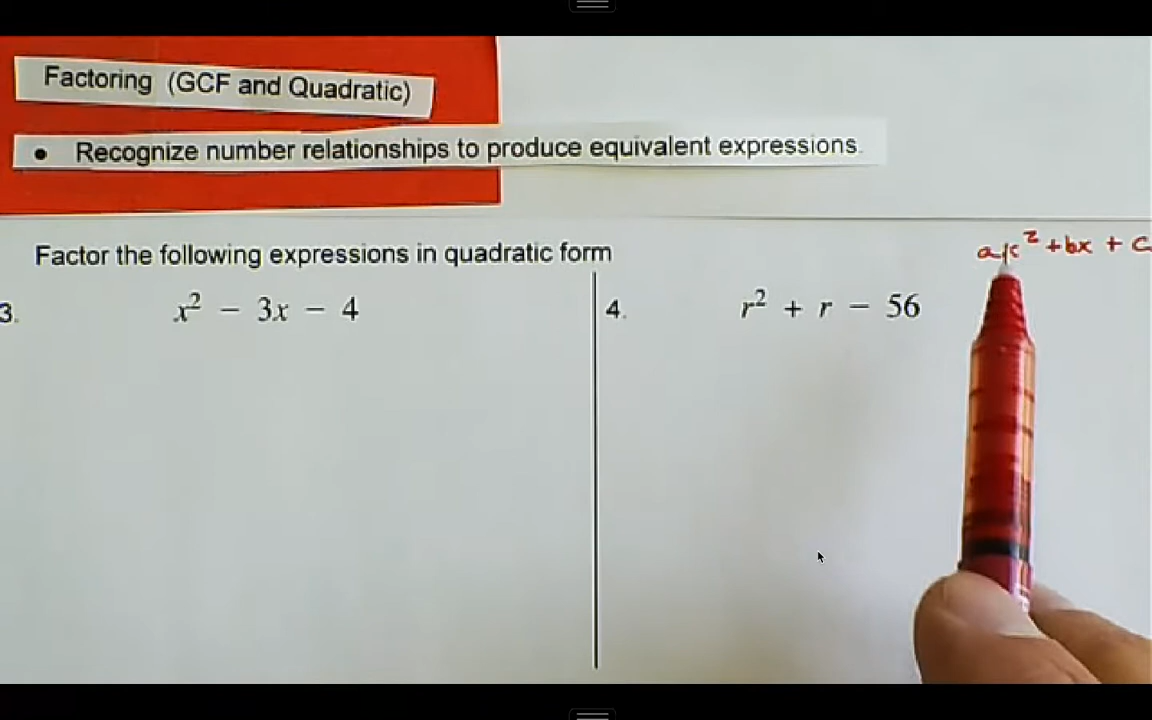 Factoring (GCF and Quadratic)
• Recognize number relationships to produce equivalent expressions.
Factor the following expressions in quadratic form
ax² + bx + c
3. x² − 3x − 4
4. r² + r − 56